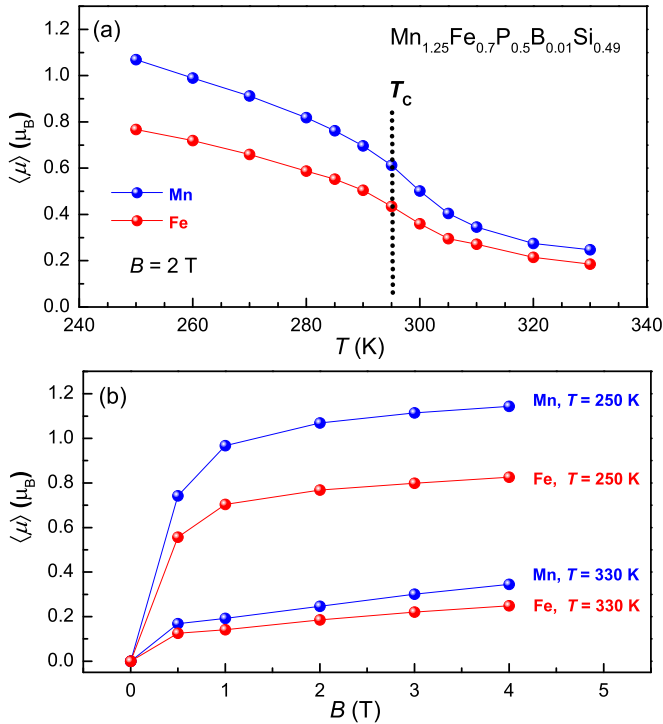 (a)
Mn1.25Fe0.7P0.5B0.01Si0.49
TC
1.2
1.0
0.8
0.6
0.4
0.2
0.0
⟨μ⟩ (μB)
Mn
Fe
B = 2 T
240
260
280
300
320
340
T (K)
(b)
1.2
1.0
0.8
0.6
0.4
0.2
0.0
⟨μ⟩ (μB)
Mn, T = 250 K
Fe, T = 250 K
Mn, T = 330 K
Fe, T = 330 K
0
1
2
3
4
5
B (T)